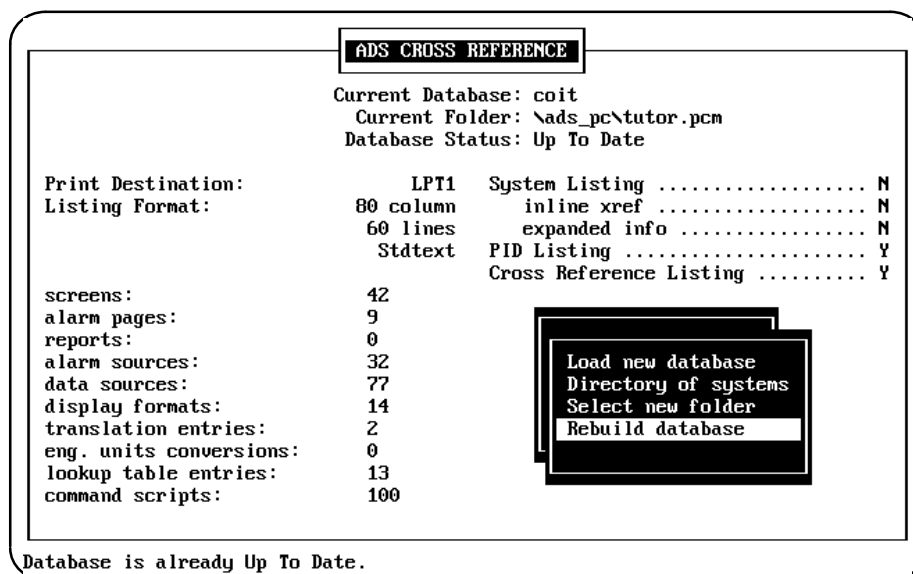 ADS CROSS REFERENCE
Current Database: coit
Current Folder: \ads_pc\tutor.pcm
Database Status: Up To Date
Print Destination: LPT1
Listing Format: 80 column
60 lines
Stdtext
System Listing ................... N
inline xref ................... N
expanded info ................. N
PID Listing ...................... Y
Cross Reference Listing .......... Y
screens: 42
alarm pages: 9
reports: 0
alarm sources: 32
data sources: 77
display formats: 14
translation entries: 2
eng. units conversions: 0
lookup table entries: 13
command scripts: 100
Load new database
Directory of systems
Select new folder
Rebuild database
Database is already Up To Date.